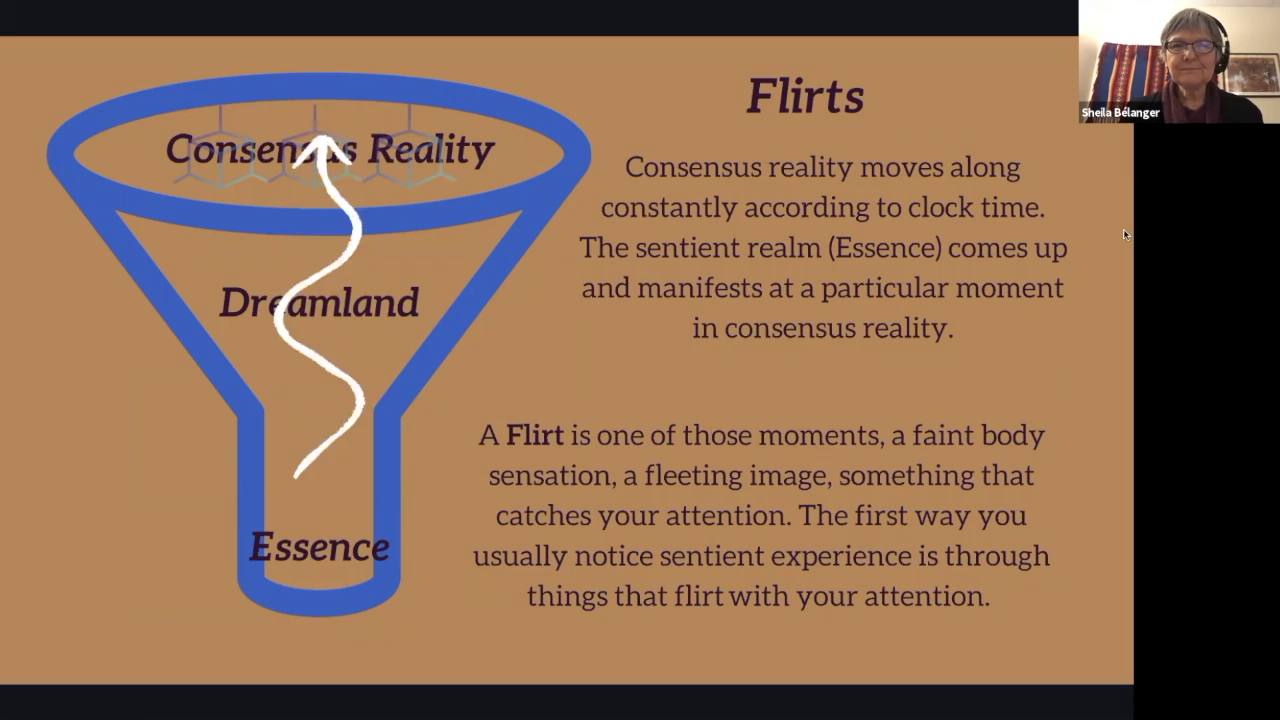 Sheila Bélanger
Consensus Reality
Dreamland
Essence
Flirts
Consensus reality moves along
constantly according to clock time.
The sentient realm (Essence) comes up
and manifests at a particular moment
in consensus reality.
A Flirt is one of those moments, a faint body
sensation, a fleeting image, something that
catches your attention. The first way you
usually notice sentient experience is through
things that flirt with your attention.